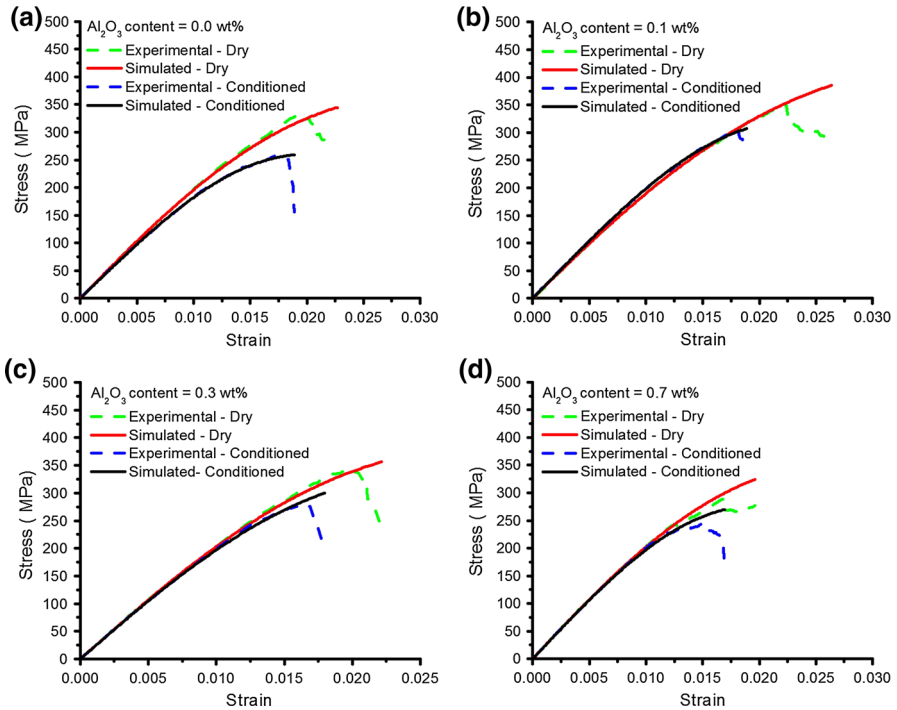 (a)
Al2O3 content = 0.0 wt%
Experimental - Dry
Simulated - Dry
Experimental - Conditioned
Simulated - Conditioned
500
450
400
350
300
250
200
150
100
50
0
Stress ( MPa)
0.000 0.005 0.010 0.015 0.020 0.025 0.030
Strain
(b)
Al2O3 content = 0.1 wt%
Experimental - Dry
Simulated - Dry
Experimental - Conditioned
Simulated - Conditioned
500
450
400
350
300
250
200
150
100
50
0
Stress ( MPa)
0.000 0.005 0.010 0.015 0.020 0.025 0.030
Strain
(c)
Al2O3 content = 0.3 wt%
Experimental - Dry
Simulated - Dry
Experimental - Conditioned
Simulated- Conditioned
500
450
400
350
300
250
200
150
100
50
0
Stress ( MPa)
0.000 0.005 0.010 0.015 0.020 0.025
Strain
(d)
Al2O3 content = 0.7 wt%
Experimental - Dry
Simulated - Dry
Experimental - Conditioned
Simulated - Conditioned
500
450
400
350
300
250
200
150
100
50
0
Stress ( MPa)
0.000 0.005 0.010 0.015 0.020 0.025 0.030
Strain